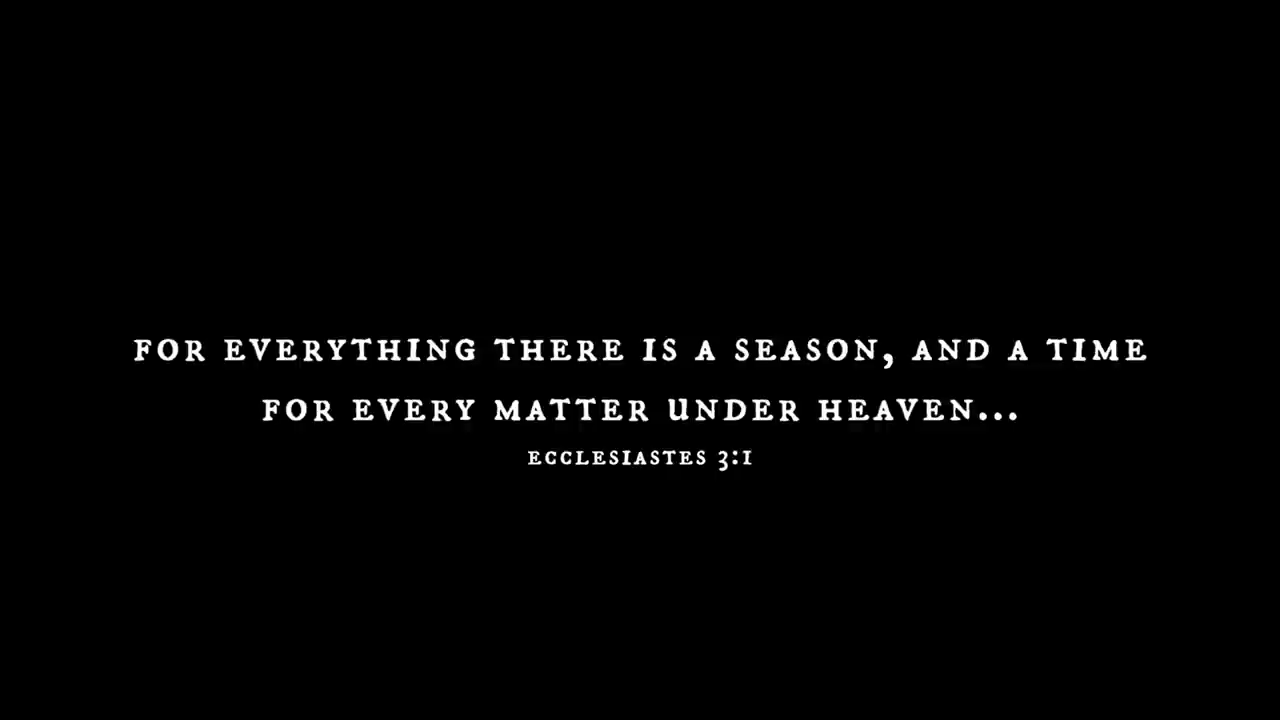 FOR EVERYTHING THERE IS A SEASON, AND A TIME
FOR EVERY MATTER UNDER HEAVEN...
ECCLESIASTES 3:1